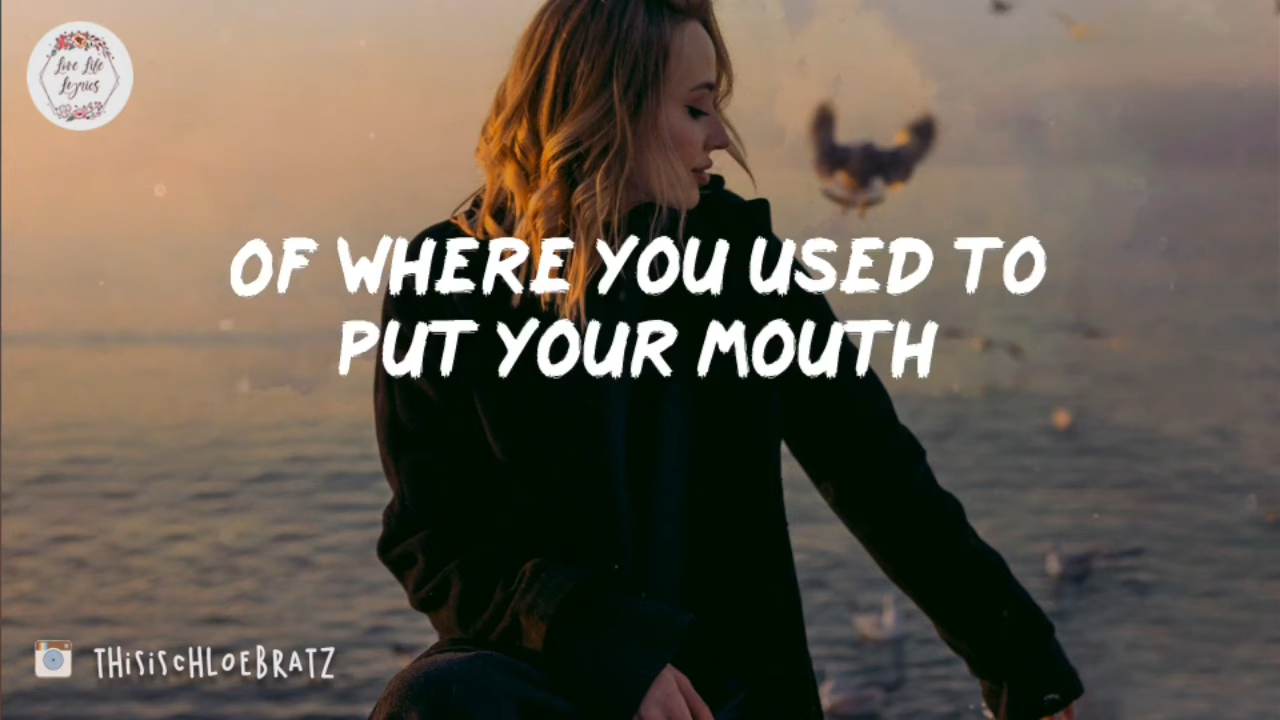 Live Life
Lyrics
OF WHERE YOU USED TO
PUT YOUR MOUTH
THISISCHLOEBRATZ